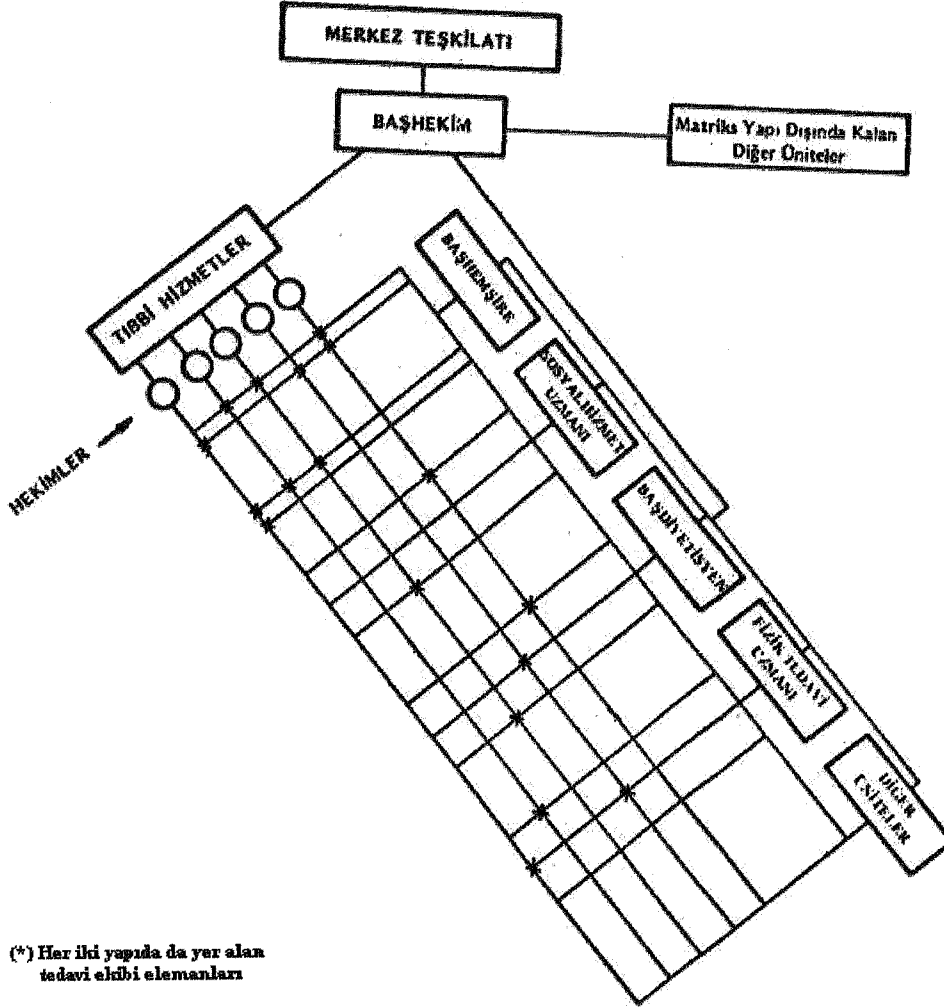 MERKEZ TEŞKİLATI
BAŞHEKİM
Matriks Yapı Dışında Kalan
Diğer Üniteler
TIBBİ HİZMETLER
HEKİMLER
BAŞHEMŞİRE
SOSYAL HİZMET
UZMANI
BAŞDİYETİSYEN
FİZİK TEDAVİ
UZMANI
DİĞER
ÜNİTELER
(*) Her iki yapıda da yer alan
tedavi ekibi elemanları